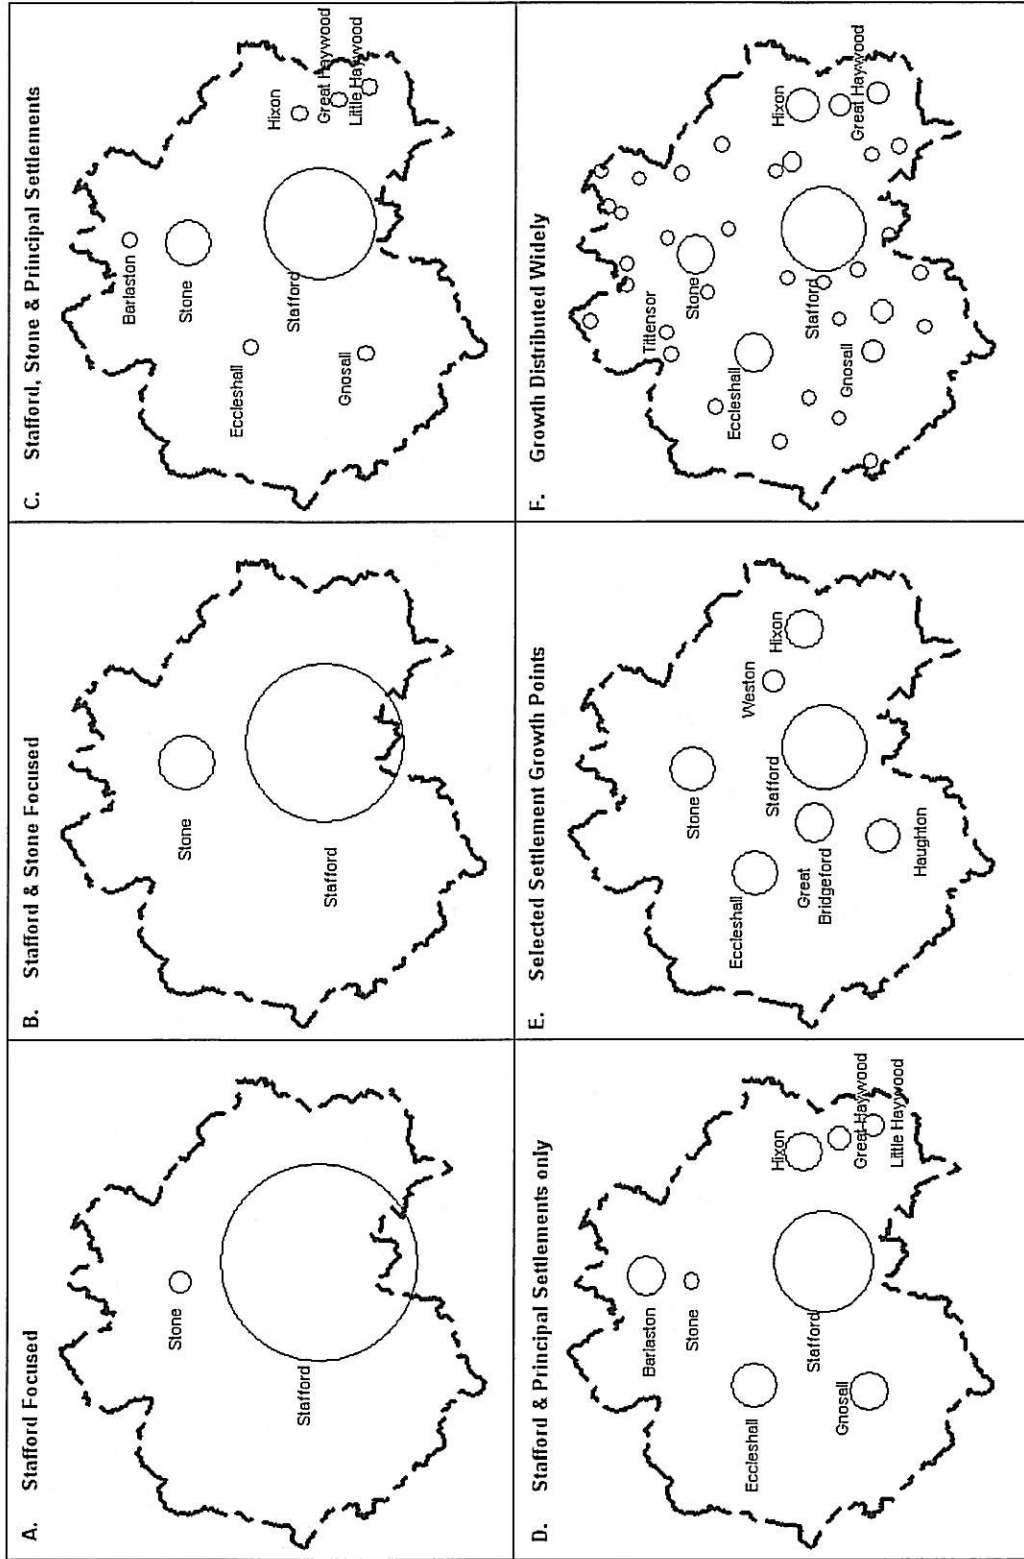 A. Stafford Focused
Stone
Stafford
B. Stafford & Stone Focused
Stone
Stafford
C. Stafford, Stone & Principal Settlements
Barlaston
Stone
Eccleshall
Stafford
Gnosall
Hixon
Great Haywood
Little Haywood
D. Stafford & Principal Settlements only
Barlaston
Stone
Eccleshall
Stafford
Gnosall
Hixon
Great Haywood
Little Haywood
E. Selected Settlement Growth Points
Stone
Eccleshall
Stafford
Great
Bridgeford
Haughton
Weston
Hixon
F. Growth Distributed Widely
Tittensor
Stone
Eccleshall
Stafford
Gnosall
Hixon
Great Haywood